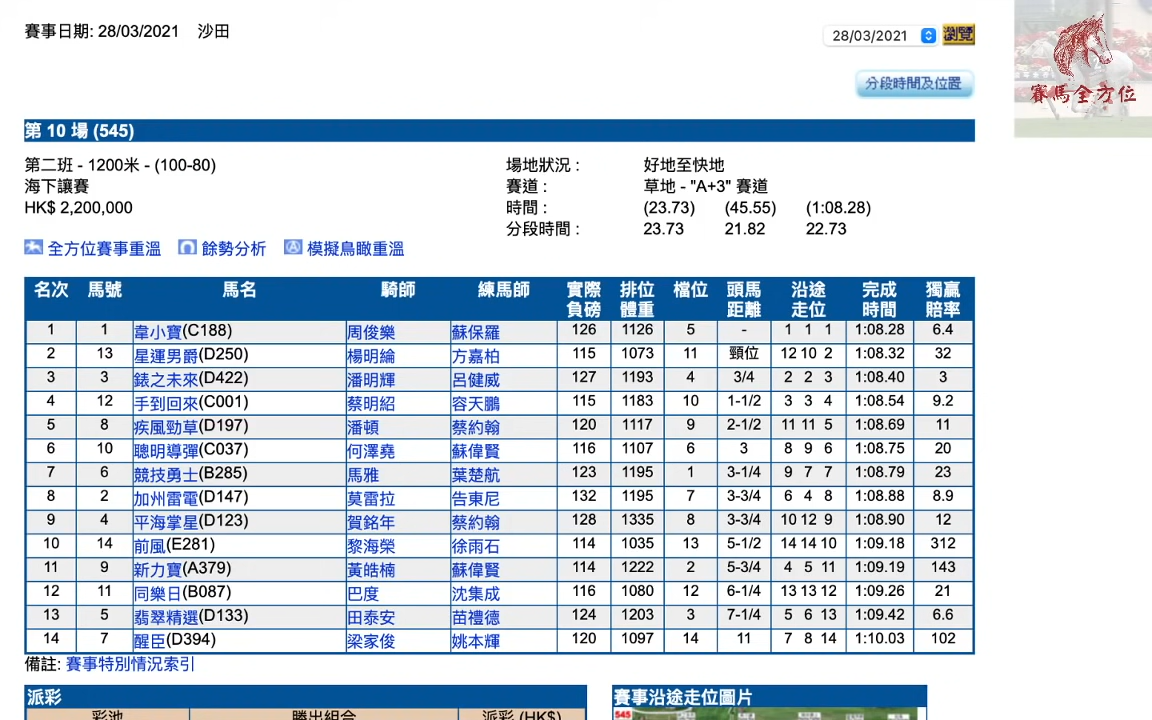 賽事日期: 28/03/2021 沙田
28/03/2021 瀏覽
分段時間及位置
賽馬全方位
第 10 場 (545)
第二班 - 1200米 - (100-80) 場地狀況 : 好地至快地
海下讓賽 賽道 : 草地 - "A+3" 賽道
HK$ 2,200,000 時間 : (23.73) (45.55) (1:08.28)
分段時間 : 23.73 21.82 22.73
全方位賽事重溫 餘勢分析 模擬鳥瞰重溫
名次 馬號 馬名 騎師 練馬師 實際負磅 排位體重 檔位 頭馬距離 沿途走位 完成時間 獨贏賠率
1 1 韋小寶(C188) 周俊樂 蘇保羅 126 1126 5 - 1 1 1 1:08.28 6.4
2 13 星運男爵(D250) 楊明綸 方嘉柏 115 1073 11 頸位 12 10 2 1:08.32 32
3 3 錶之未來(D422) 潘明輝 呂健威 127 1193 4 3/4 2 2 3 1:08.40 3
4 12 手到回來(C001) 蔡明紹 容天鵬 115 1183 10 1-1/2 3 3 4 1:08.54 9.2
5 8 疾風勁草(D197) 潘頓 蔡約翰 120 1117 9 2-1/2 11 11 5 1:08.69 11
6 10 聰明導彈(C037) 何澤堯 蘇偉賢 116 1107 6 3 8 9 6 1:08.75 20
7 6 競技勇士(B285) 馬雅 葉楚航 123 1195 1 3-1/4 9 7 7 1:08.79 23
8 2 加州雷電(D147) 莫雷拉 告東尼 132 1195 7 3-3/4 6 4 8 1:08.88 8.9
9 4 平海掌星(D123) 賀銘年 蔡約翰 128 1335 8 3-3/4 10 12 9 1:08.90 12
10 14 前風(E281) 黎海榮 徐雨石 114 1035 13 5-1/2 14 14 10 1:09.18 312
11 9 新力寶(A379) 黃皓楠 蘇偉賢 114 1222 2 5-3/4 4 5 11 1:09.19 143
12 11 同樂日(B087) 巴度 沈集成 116 1080 12 6-1/4 13 13 12 1:09.26 21
13 5 翡翠精選(D133) 田泰安 苗禮德 124 1203 3 7-1/4 5 6 13 1:09.42 6.6
14 7 醒臣(D394) 梁家俊 姚本輝 120 1097 14 11 7 8 14 1:10.03 102
備註: 賽事特別情況索引
派彩 賽事沿途走位圖片
彩池 勝出組合 派彩 (HK$) 545